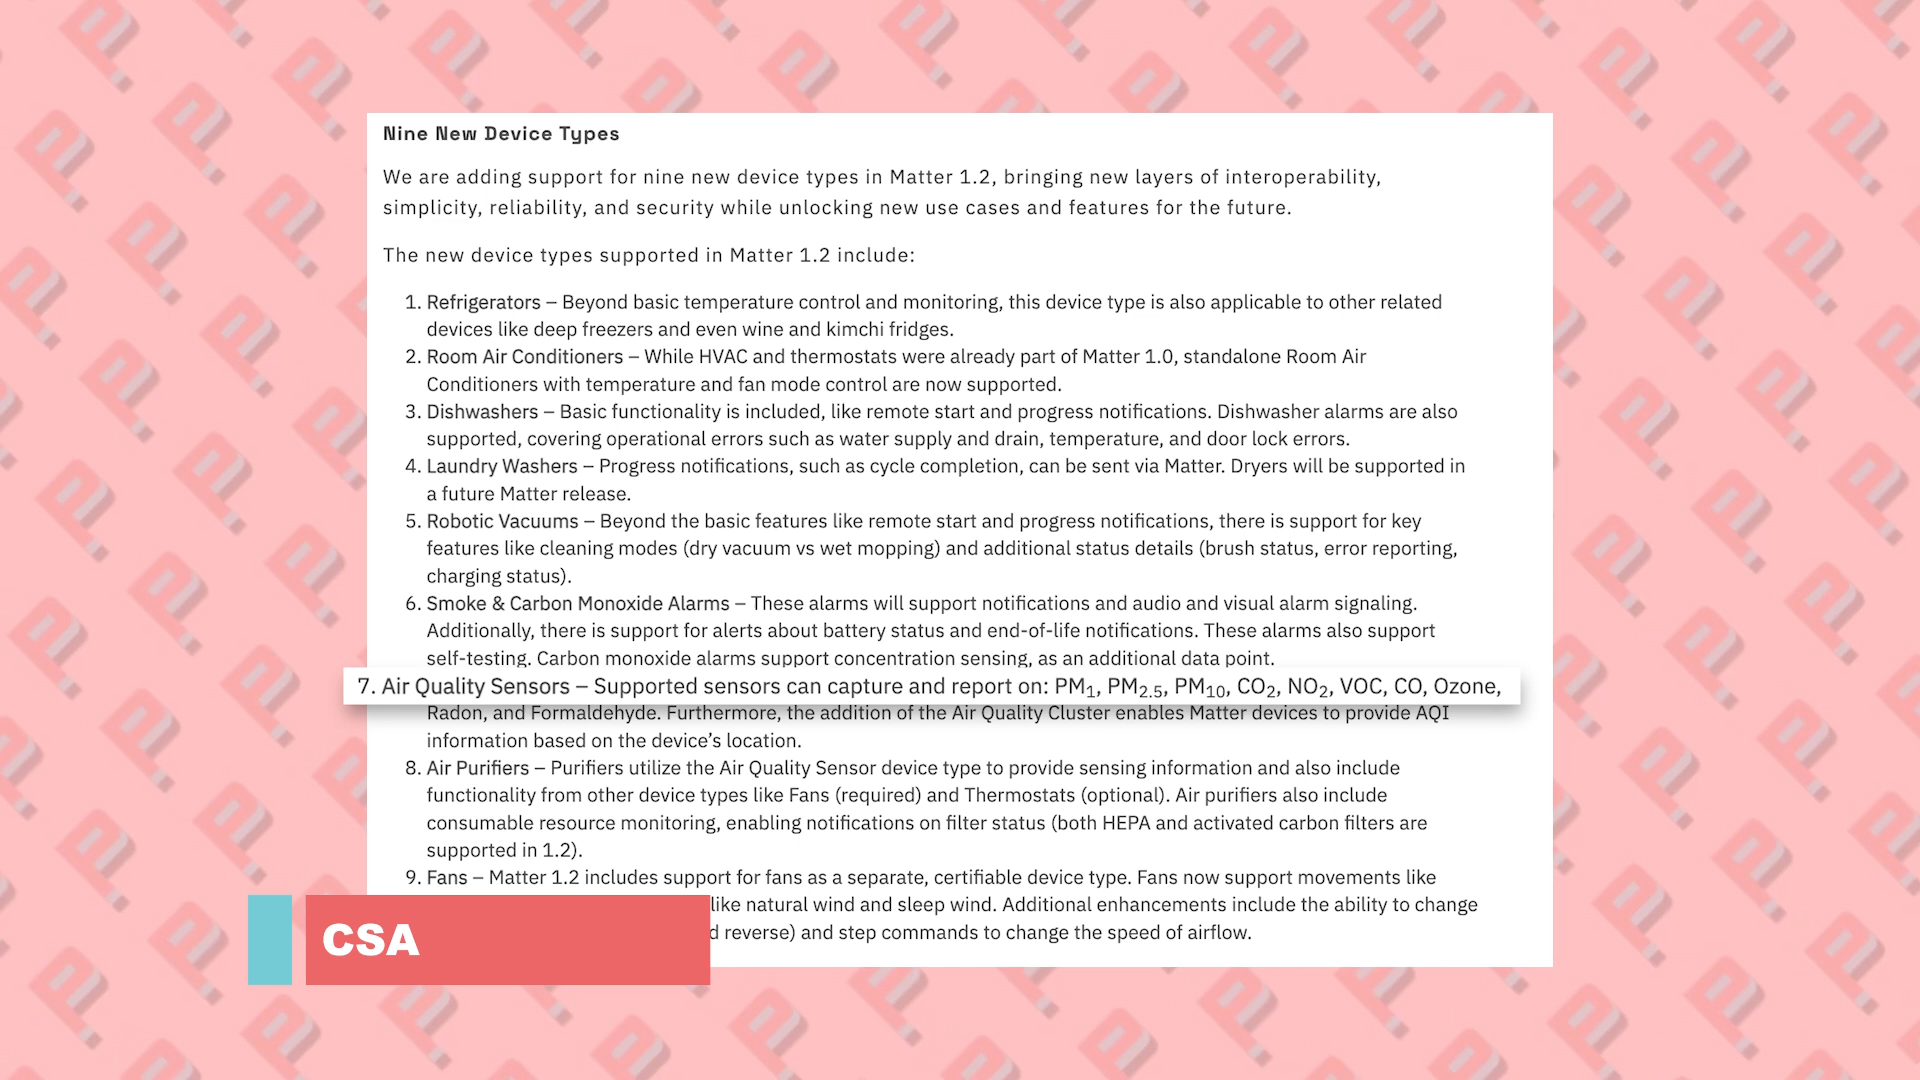 Nine New Device Types
We are adding support for nine new device types in Matter 1.2, bringing new layers of interoperability,
simplicity, reliability, and security while unlocking new use cases and features for the future.
The new device types supported in Matter 1.2 include:
1. Refrigerators – Beyond basic temperature control and monitoring, this device type is also applicable to other related
devices like deep freezers and even wine and kimchi fridges.
2. Room Air Conditioners – While HVAC and thermostats were already part of Matter 1.0, standalone Room Air
Conditioners with temperature and fan mode control are now supported.
3. Dishwashers – Basic functionality is included, like remote start and progress notifications. Dishwasher alarms are also
supported, covering operational errors such as water supply and drain, temperature, and door lock errors.
4. Laundry Washers – Progress notifications, such as cycle completion, can be sent via Matter. Dryers will be supported in
a future Matter release.
5. Robotic Vacuums – Beyond the basic features like remote start and progress notifications, there is support for key
features like cleaning modes (dry vacuum vs wet mopping) and additional status details (brush status, error reporting,
charging status).
6. Smoke & Carbon Monoxide Alarms – These alarms will support notifications and audio and visual alarm signaling.
Additionally, there is support for alerts about battery status and end-of-life notifications. These alarms also support
self-testing. Carbon monoxide alarms support concentration sensing, as an additional data point.
7. Air Quality Sensors – Supported sensors can capture and report on: PM₁, PM₂.₅, PM₁₀, CO₂, NO₂, VOC, CO, Ozone,
Radon, and Formaldehyde. Furthermore, the addition of the Air Quality Cluster enables Matter devices to provide AQI
information based on the device’s location.
8. Air Purifiers – Purifiers utilize the Air Quality Sensor device type to provide sensing information and also include
functionality from other device types like Fans (required) and Thermostats (optional). Air purifiers also include
consumable resource monitoring, enabling notifications on filter status (both HEPA and activated carbon filters are
supported in 1.2).
9. Fans – Matter 1.2 includes support for fans as a separate, certifiable device type. Fans now support movements like
like natural wind and sleep wind. Additional enhancements include the ability to change
reverse) and step commands to change the speed of airflow.
CSA